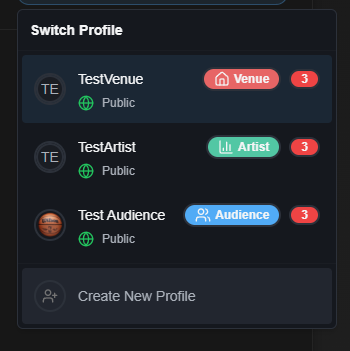 Switch Profile
TE TestVenue Venue 3
Public
TE TestArtist Artist 3
Public
Test Audience Audience 3
Public
Create New Profile